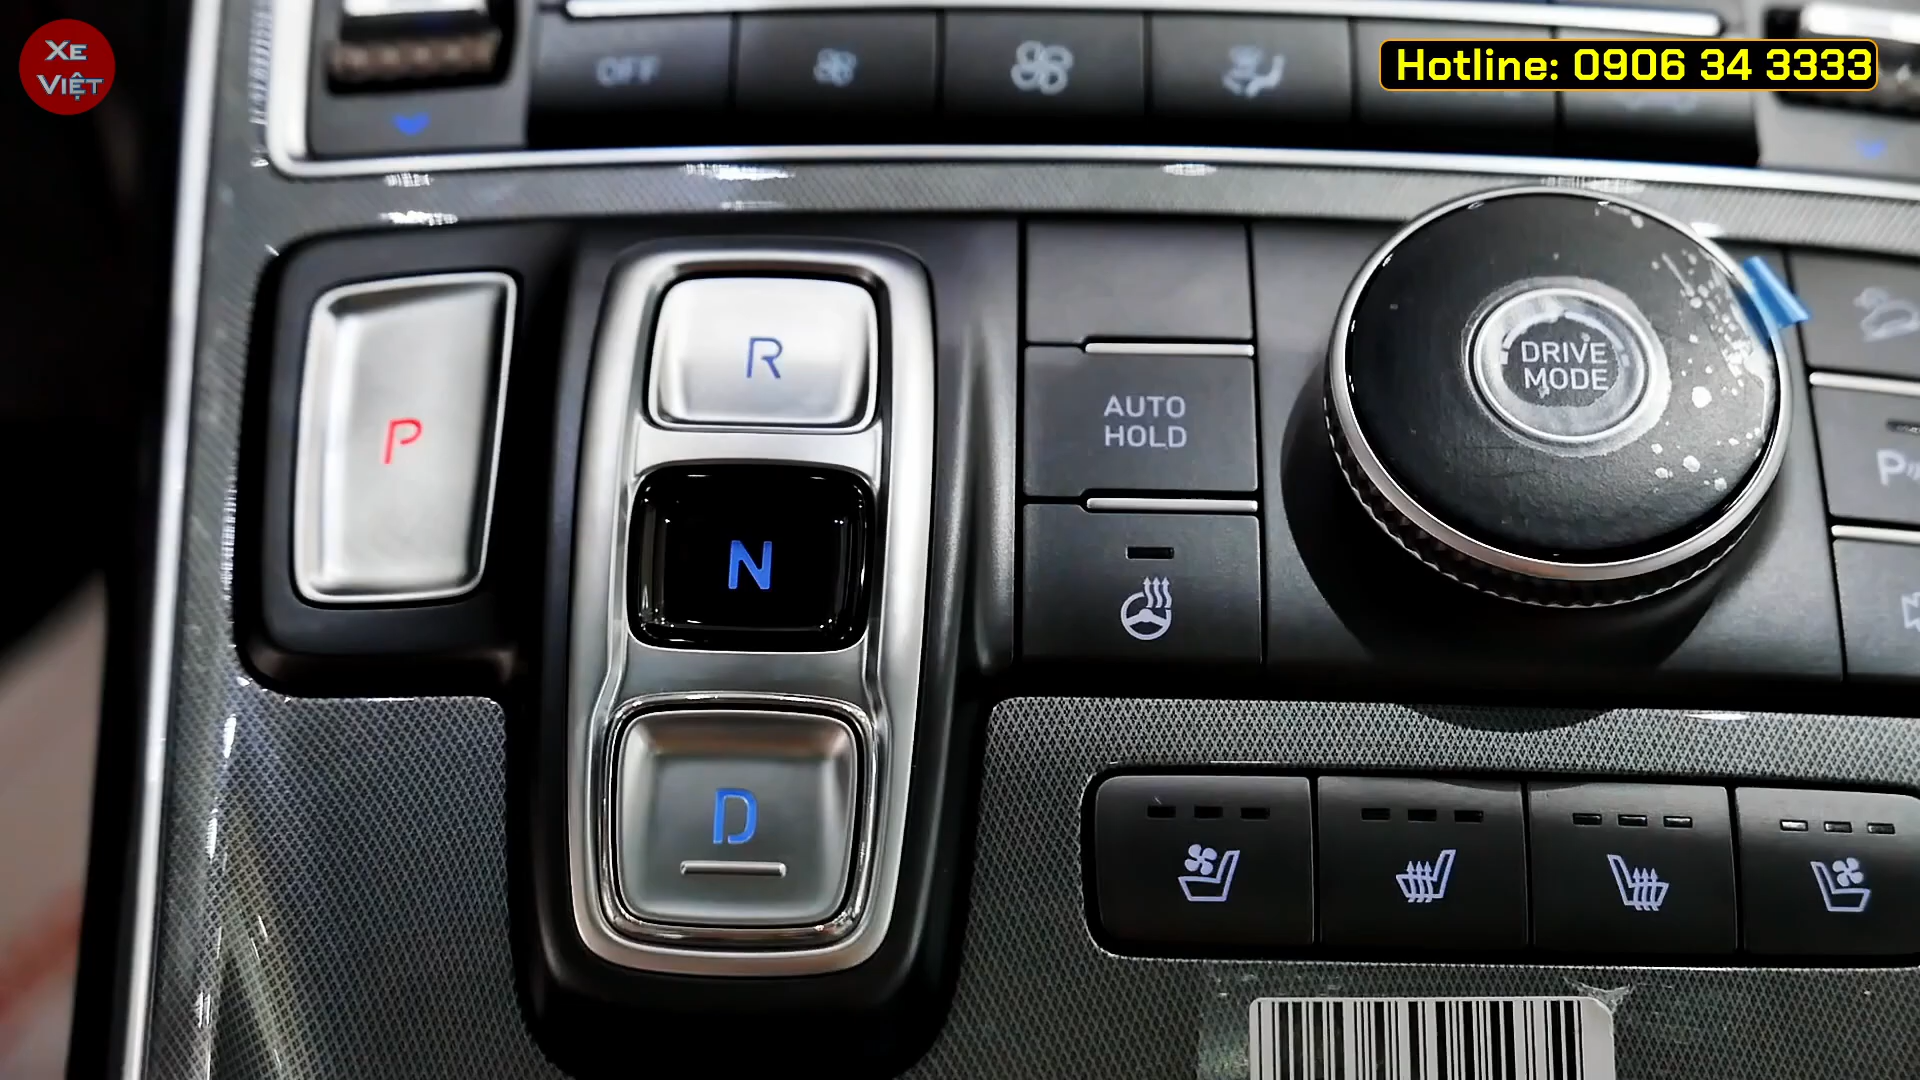 XE
VIỆT
Hotline: 0906 34 3333
OFF
P
R
N
D
AUTO
HOLD
DRIVE
MODE
P